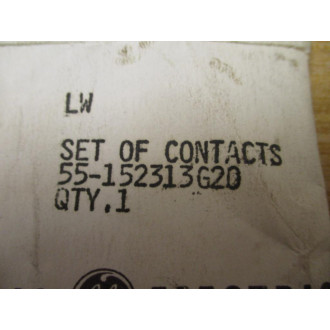 LW
SET OF CONTACTS
55-152313G20
QTY.1